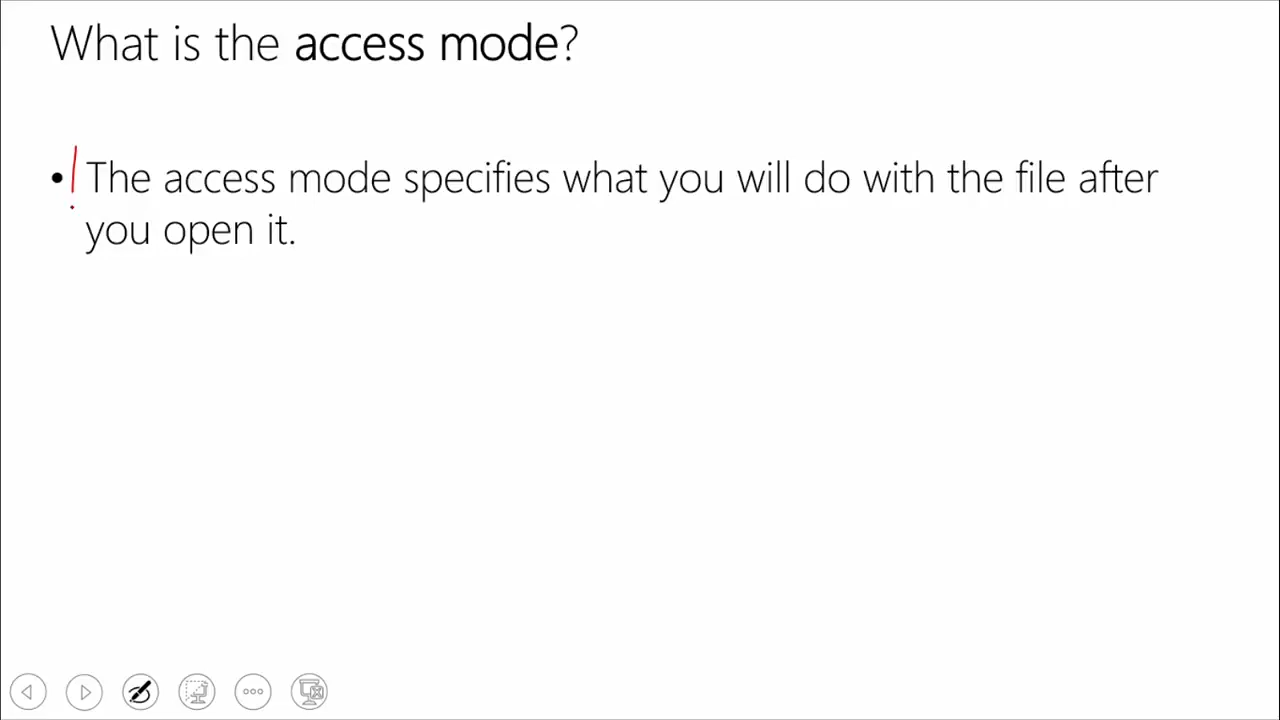 What is the access mode?
• The access mode specifies what you will do with the file after
you open it.